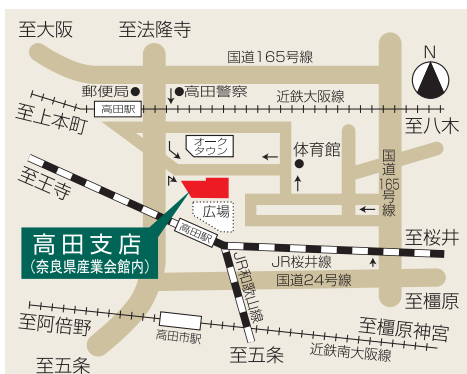 至大阪
至法隆寺
国道165号線
N
郵便局
高田警察
近鉄大阪線
高田駅
至上本町
至八木
オーク
タウン
体育館
国道165号線
至王寺
広場
高田駅
至桜井
高田支店
(奈良県産業会館内)
JR桜井線
JR和歌山線
国道24号線
至橿原
至阿倍野
高田市駅
至橿原神宮
近鉄南大阪線
至五条
至五条